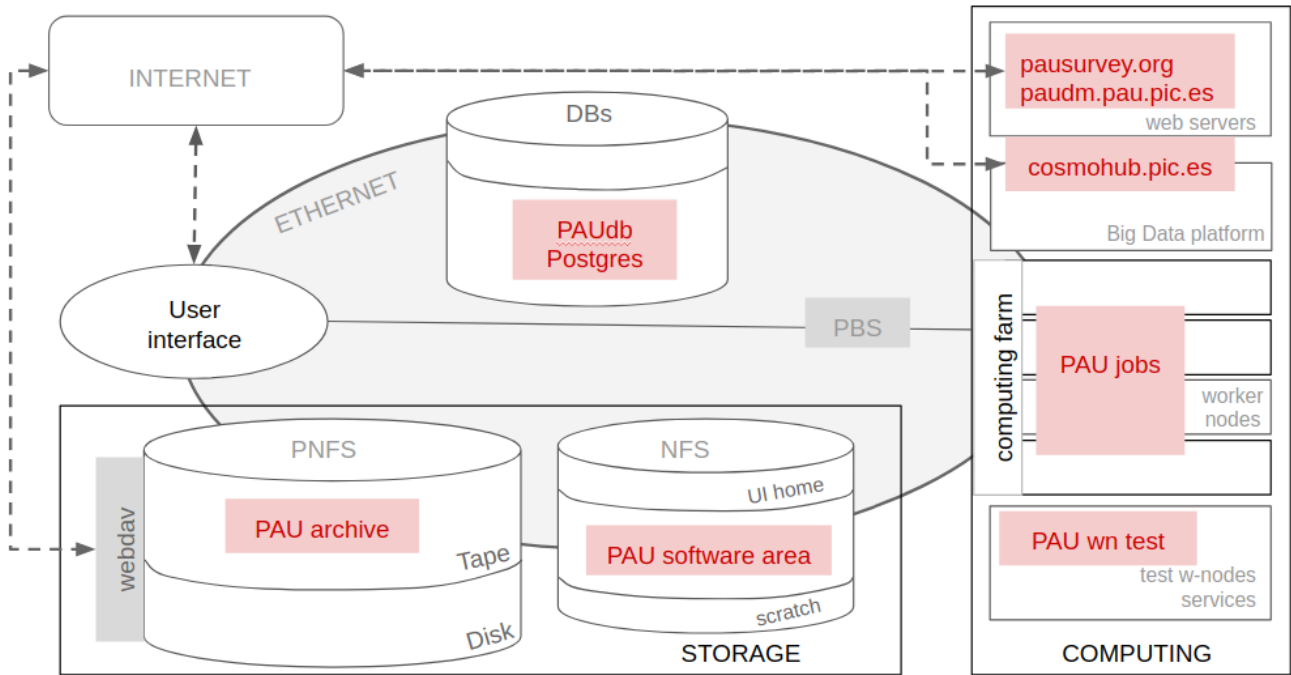 INTERNET
pausurvey.org
paudm.pau.pic.es
web servers
DBs
cosmohub.pic.es
Big Data platform
ETHERNET
PAUdb
Postgres
User
interface
PBS
computing farm
PAU jobs
worker
nodes
PNFS
NFS
UI home
webdav
PAU archive
Tape
PAU software area
Disk
scratch
STORAGE
PAU wn test
test w-nodes
services
COMPUTING